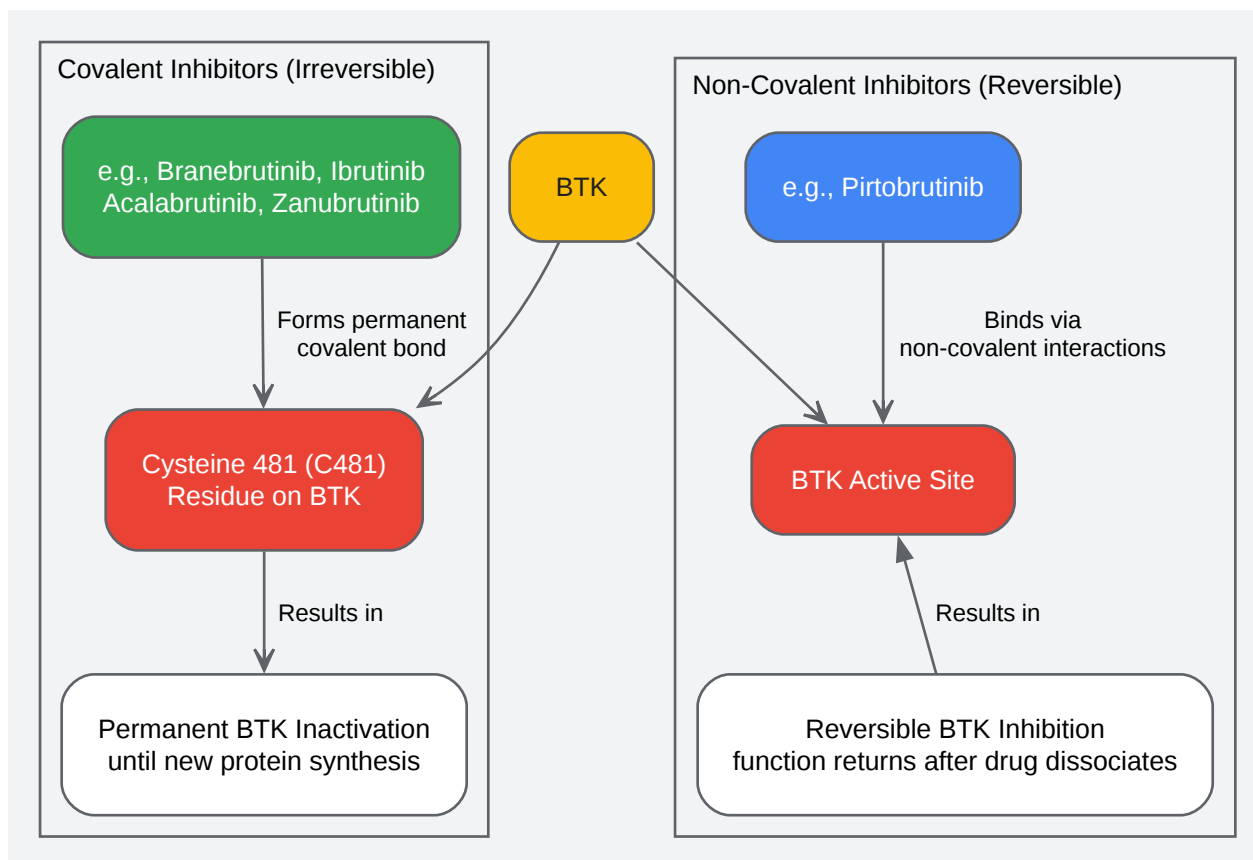 Covalent Inhibitors (Irreversible)
e.g., Branebrutinib, Ibrutinib
Acalabrutinib, Zanubrutinib
Forms permanent
covalent bond
Cysteine 481 (C481)
Residue on BTK
Results in
Permanent BTK Inactivation
until new protein synthesis
BTK
Non-Covalent Inhibitors (Reversible)
e.g., Pirtobrutinib
Binds via
non-covalent interactions
BTK Active Site
Results in
Reversible BTK Inhibition
function returns after drug dissociates